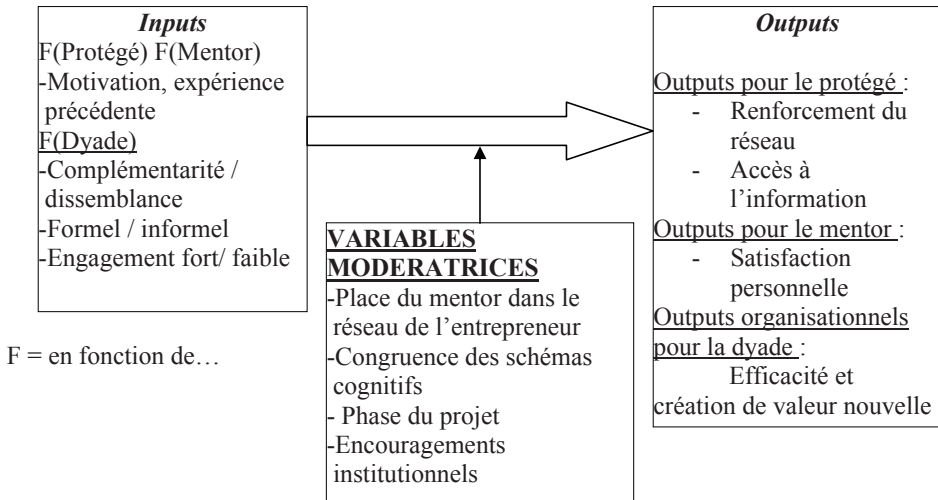 Inputs
F(Protégé) F(Mentor)
-Motivation, expérience
précédente
F(Dyade)
-Complémentarité /
dissemblance
-Formel / informel
-Engagement fort/ faible
F = en fonction de…
VARIABLES
MODERATRICES
-Place du mentor dans le
réseau de l’entrepreneur
-Congruence des schémas
cognitifs
- Phase du projet
-Encouragements
institutionnels
Outputs
Outputs pour le protégé :
- Renforcement du
réseau
- Accès à
l’information
Outputs pour le mentor :
- Satisfaction
personnelle
Outputs organisationnels
pour la dyade :
Efficacité et
création de valeur nouvelle